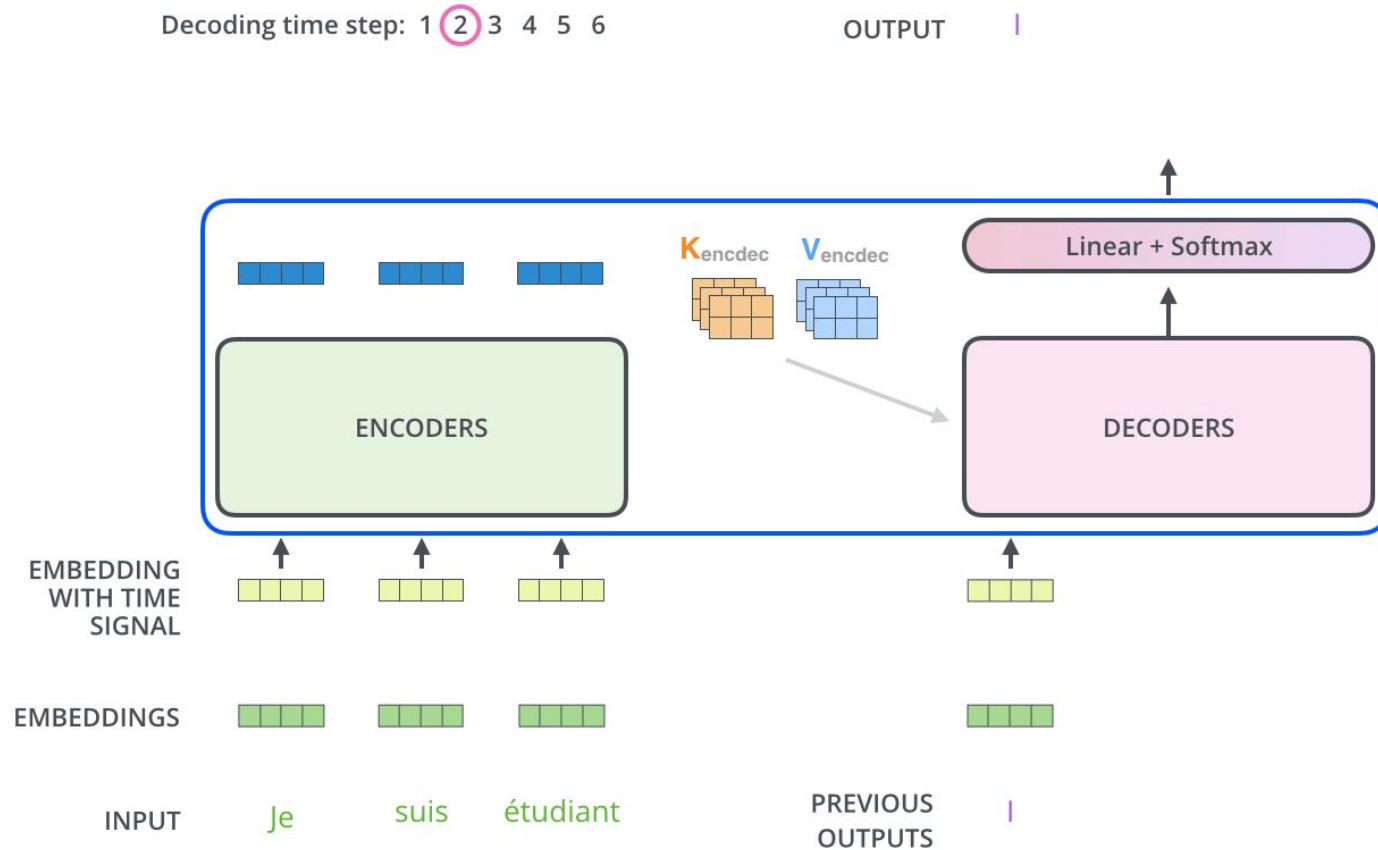 Decoding time step: 1 2 3 4 5 6
OUTPUT I
Kencdec Vencdec
Linear + Softmax
ENCODERS
DECODERS
EMBEDDING
WITH TIME
SIGNAL
EMBEDDINGS
INPUT Je suis étudiant
PREVIOUS
OUTPUTS
I